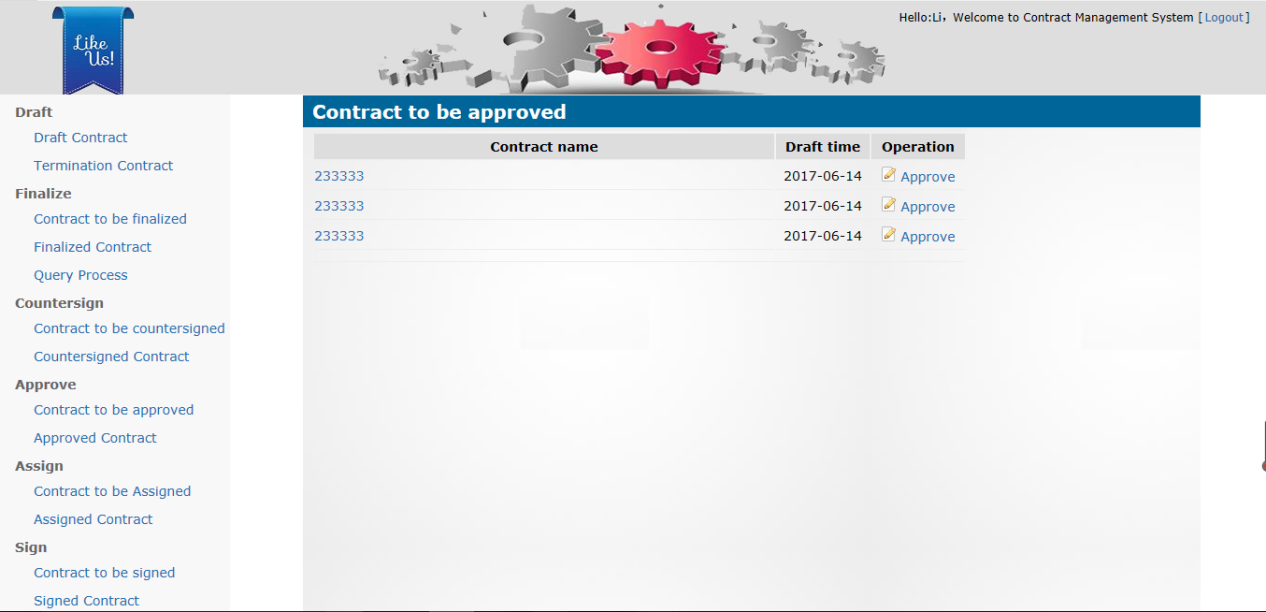 Like
Us!
Hello:Li, Welcome to Contract Management System [Logout]
Draft
Draft Contract
Termination Contract
Finalize
Contract to be finalized
Finalized Contract
Query Process
Countersign
Contract to be countersigned
Countersigned Contract
Approve
Contract to be approved
Approved Contract
Assign
Contract to be Assigned
Assigned Contract
Sign
Contract to be signed
Signed Contract
Contract to be approved
Contract name Draft time Operation
233333 2017-06-14 Approve
233333 2017-06-14 Approve
233333 2017-06-14 Approve